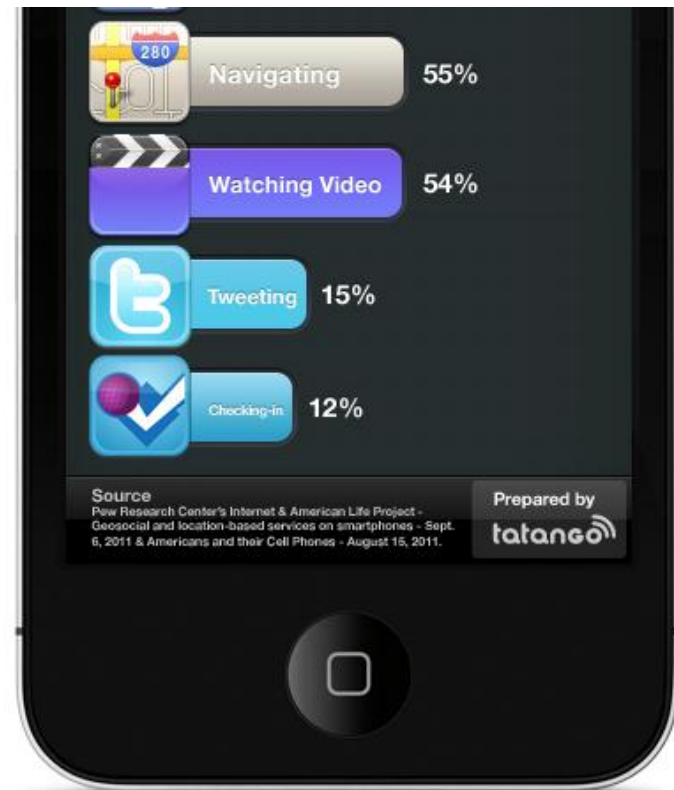 280
Navigating 55%
Watching Video 54%
Tweeting 15%
Checking-in 12%
Source
Pew Research Center's Internet & American Life Project -
Geosocial and location-based services on smartphones - Sept.
6, 2011 & Americans and their Cell Phones - August 15, 2011.
Prepared by
tatango